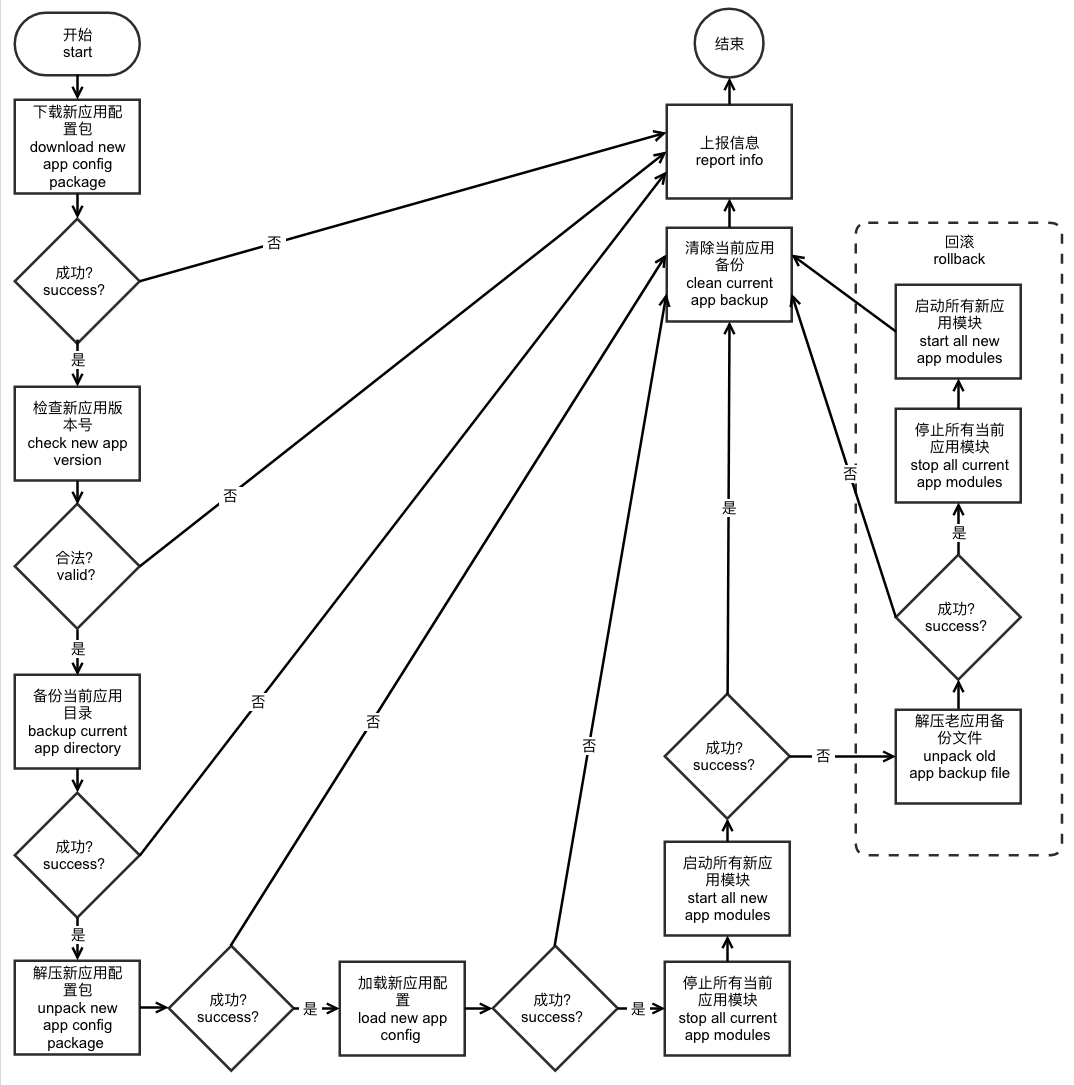 开始
start
下载新应用配
置包
download new
app config
package
成功?
success?
否
是
检查新应用版
本号
check new app
version
合法?
valid?
否
是
备份当前应用
目录
backup current
app directory
成功?
success?
否
是
解压新应用配
置包
unpack new
app config
package
成功?
success?
否
是
加载新应用配
置
load new app
config
成功?
success?
否
是
停止所有当前
应用模块
stop all current
app modules
启动所有新应
用模块
start all new
app modules
成功?
success?
是
否
回滚
rollback
解压老应用备
份文件
unpack old
app backup file
成功?
success?
否
是
停止所有当前
应用模块
stop all current
app modules
启动所有新应
用模块
start all new
app modules
清除当前应用
备份
clean current
app backup
上报信息
report info
结束